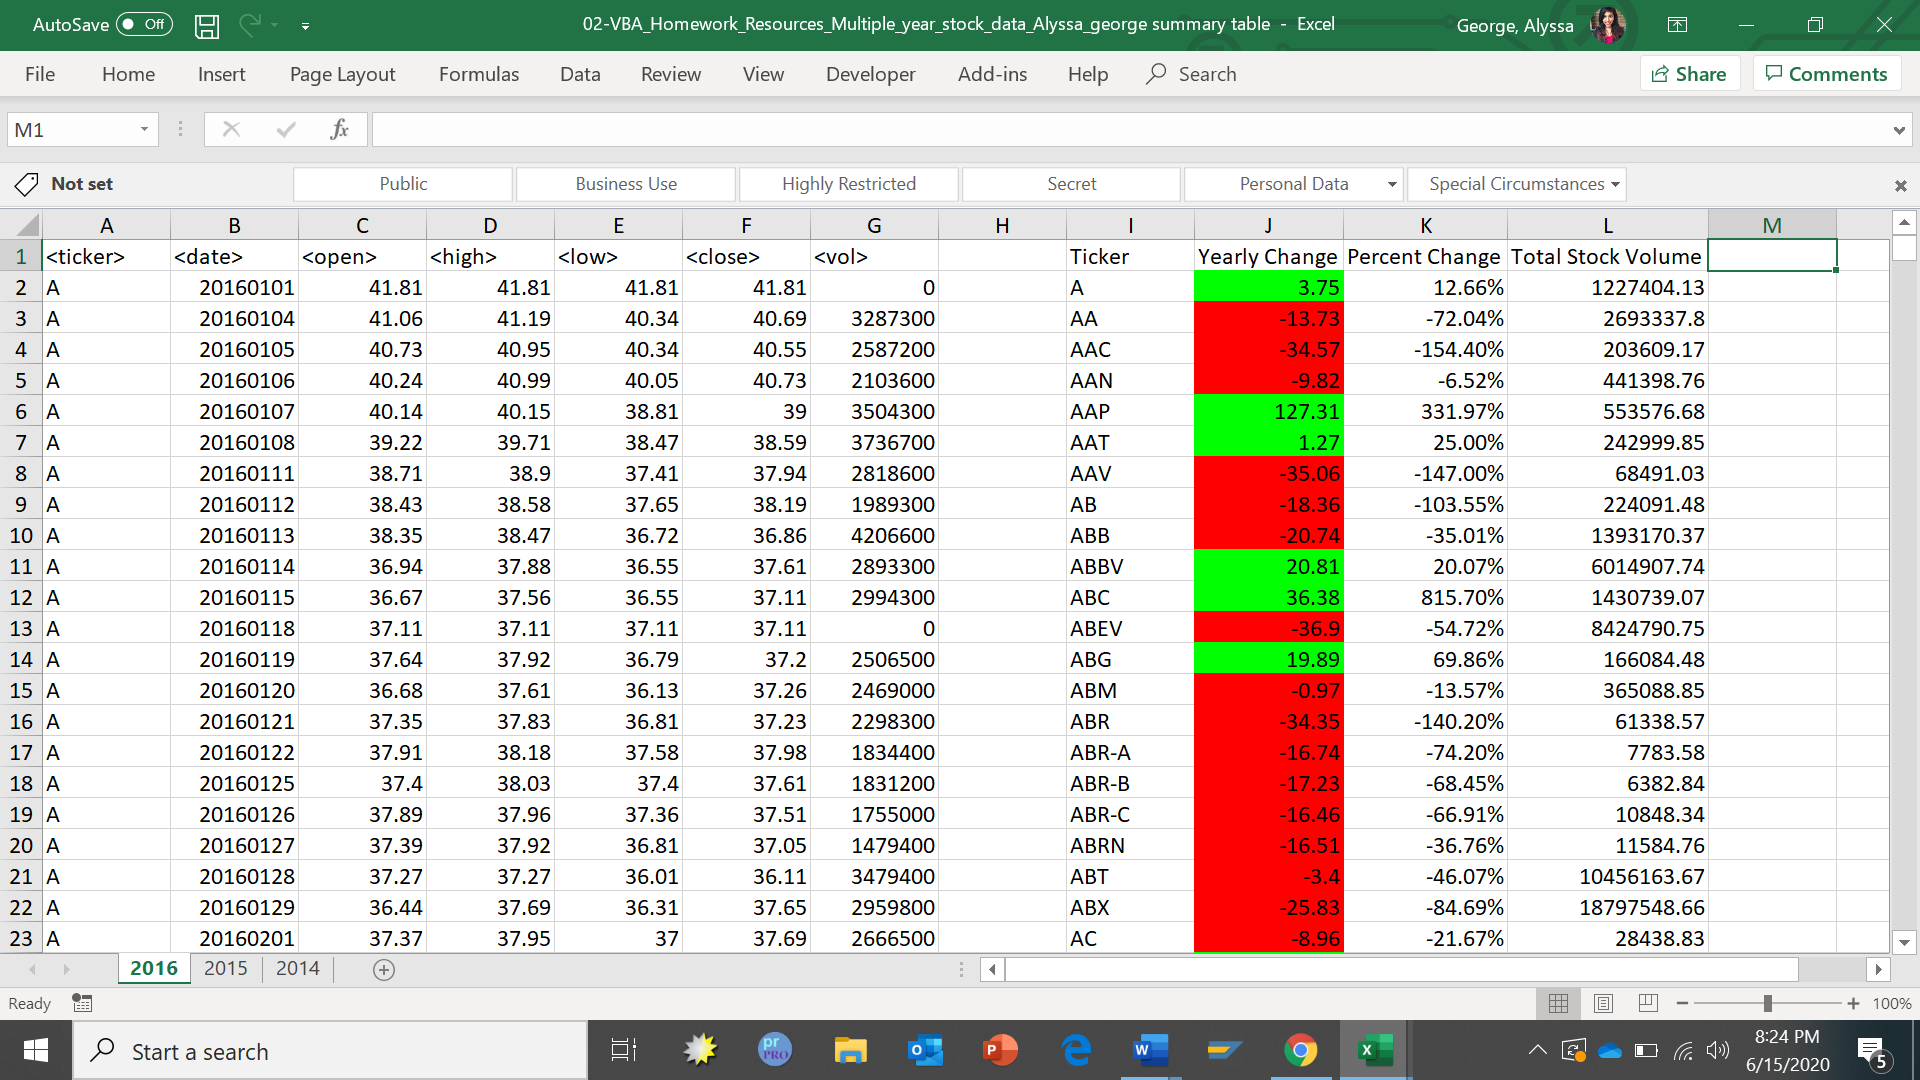 AutoSave Off 02-VBA_Homework_Resources_Multiple_year_stock_data_Alyssa_george summary table - Excel George, Alyssa
File Home Insert Page Layout Formulas Data Review View Developer Add-ins Help Search Share Comments
M1 fx
Not set Public Business Use Highly Restricted Secret Personal Data Special Circumstances
A B C D E F G H I J K L M
1 <ticker> <date> <open> <high> <low> <close> <vol> Ticker Yearly Change Percent Change Total Stock Volume
2 A 20160101 41.81 41.81 41.81 41.81 0 A 3.75 12.66% 1227404.13
3 A 20160104 41.06 41.19 40.34 40.69 3287300 AA -13.73 -72.04% 2693337.8
4 A 20160105 40.73 40.95 40.34 40.55 2587200 AAC -34.57 -154.40% 203609.17
5 A 20160106 40.24 40.99 40.05 40.73 2103600 AAN -9.82 -6.52% 441398.76
6 A 20160107 40.14 40.15 38.81 39 3504300 AAP 127.31 331.97% 553576.68
7 A 20160108 39.22 39.71 38.47 38.59 3736700 AAT 1.27 25.00% 242999.85
8 A 20160111 38.71 38.9 37.41 37.94 2818600 AAV -35.06 -147.00% 68491.03
9 A 20160112 38.43 38.58 37.65 38.19 1989300 AB -18.36 -103.55% 224091.48
10 A 20160113 38.35 38.47 36.72 36.86 4206600 ABB -20.74 -35.01% 1393170.37
11 A 20160114 36.94 37.88 36.55 37.61 2893300 ABBV 20.81 20.07% 6014907.74
12 A 20160115 36.67 37.56 36.55 37.11 2994300 ABC 36.38 815.70% 1430739.07
13 A 20160118 37.11 37.11 37.11 37.11 0 ABEV -36.9 -54.72% 8424790.75
14 A 20160119 37.64 37.92 36.79 37.2 2506500 ABG 19.89 69.86% 166084.48
15 A 20160120 36.68 37.61 36.13 37.26 2469000 ABM -0.97 -13.57% 365088.85
16 A 20160121 37.35 37.83 36.81 37.23 2298300 ABR -34.35 -140.20% 61338.57
17 A 20160122 37.91 38.18 37.58 37.98 1834400 ABR-A -16.74 -74.20% 7783.58
18 A 20160125 37.4 38.03 37.4 37.61 1831200 ABR-B -17.23 -68.45% 6382.84
19 A 20160126 37.89 37.96 37.36 37.51 1755000 ABR-C -16.46 -66.91% 10848.34
20 A 20160127 37.39 37.92 36.81 37.05 1479400 ABRN -16.51 -36.76% 11584.76
21 A 20160128 37.27 37.27 36.01 36.11 3479400 ABT -3.4 -46.07% 10456163.67
22 A 20160129 36.44 37.69 36.31 37.65 2959800 ABX -25.83 -84.69% 18797548.66
23 A 20160201 37.37 37.95 37 37.69 2666500 AC -8.96 -21.67% 28438.83
2016 2015 2014
Ready 100%
Start a search pr PRO O P e W X 8:24 PM
6/15/2020 5